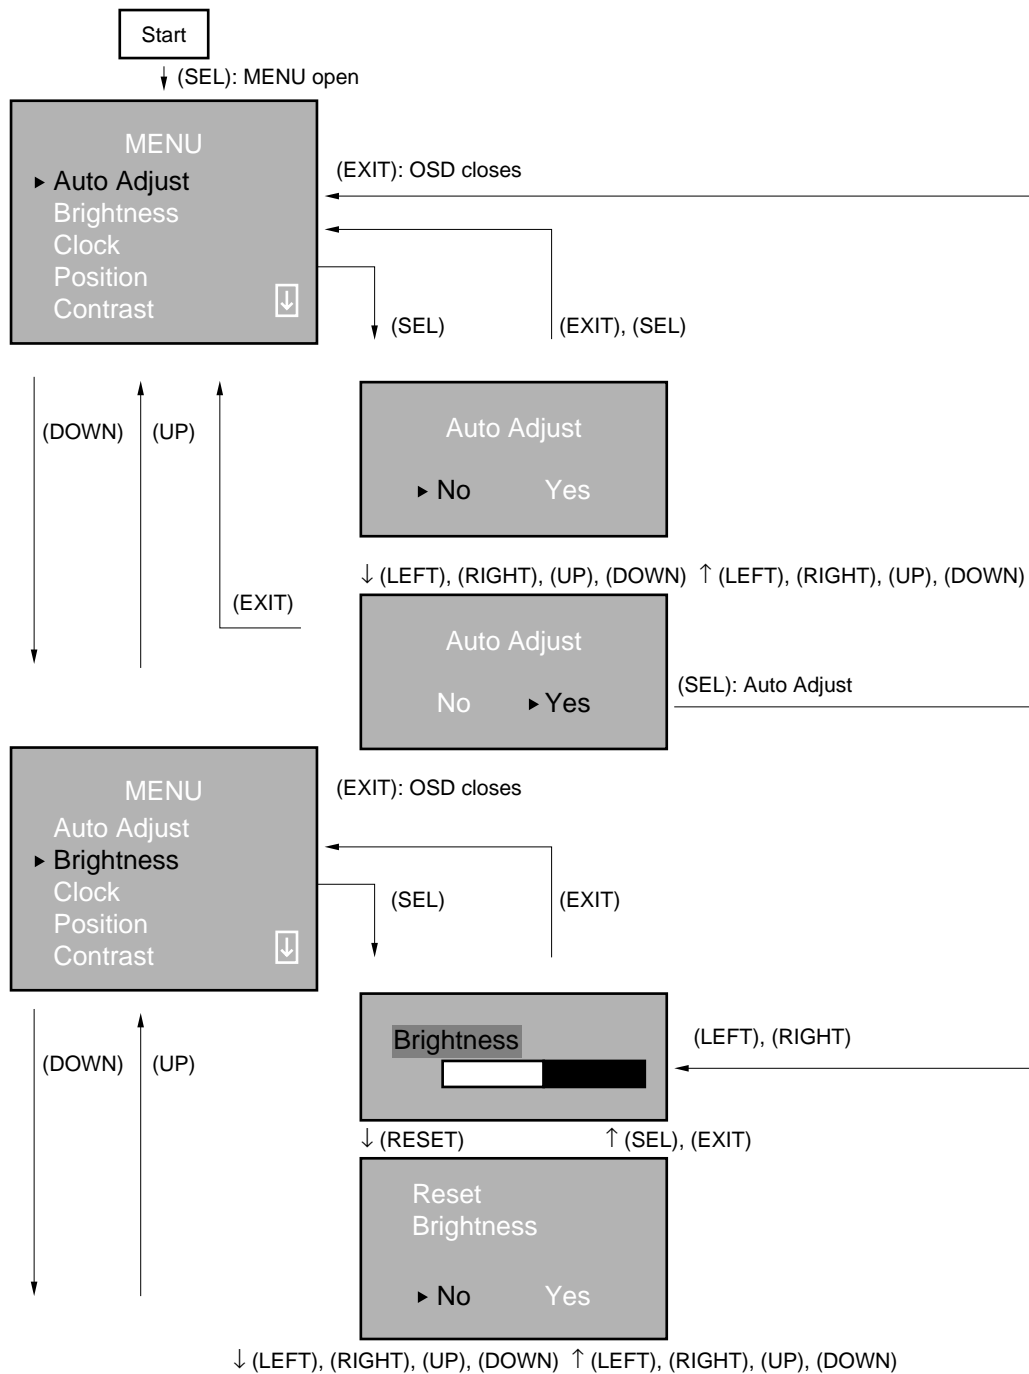 Start
↓ (SEL): MENU open
MENU
▶ Auto Adjust
Brightness
Clock
Position
Contrast
↓
(EXIT): OSD closes
(SEL)
(EXIT), (SEL)
(DOWN)
(UP)
(EXIT)
Auto Adjust
▶ No Yes
↓ (LEFT), (RIGHT), (UP), (DOWN) ↑ (LEFT), (RIGHT), (UP), (DOWN)
Auto Adjust
No ▶ Yes
(SEL): Auto Adjust
MENU
Auto Adjust
▶ Brightness
Clock
Position
Contrast
↓
(EXIT): OSD closes
(SEL)
(EXIT)
(DOWN)
(UP)
Brightness
(LEFT), (RIGHT)
↓ (RESET) ↑ (SEL), (EXIT)
Reset
Brightness
▶ No Yes
↓ (LEFT), (RIGHT), (UP), (DOWN) ↑ (LEFT), (RIGHT), (UP), (DOWN)